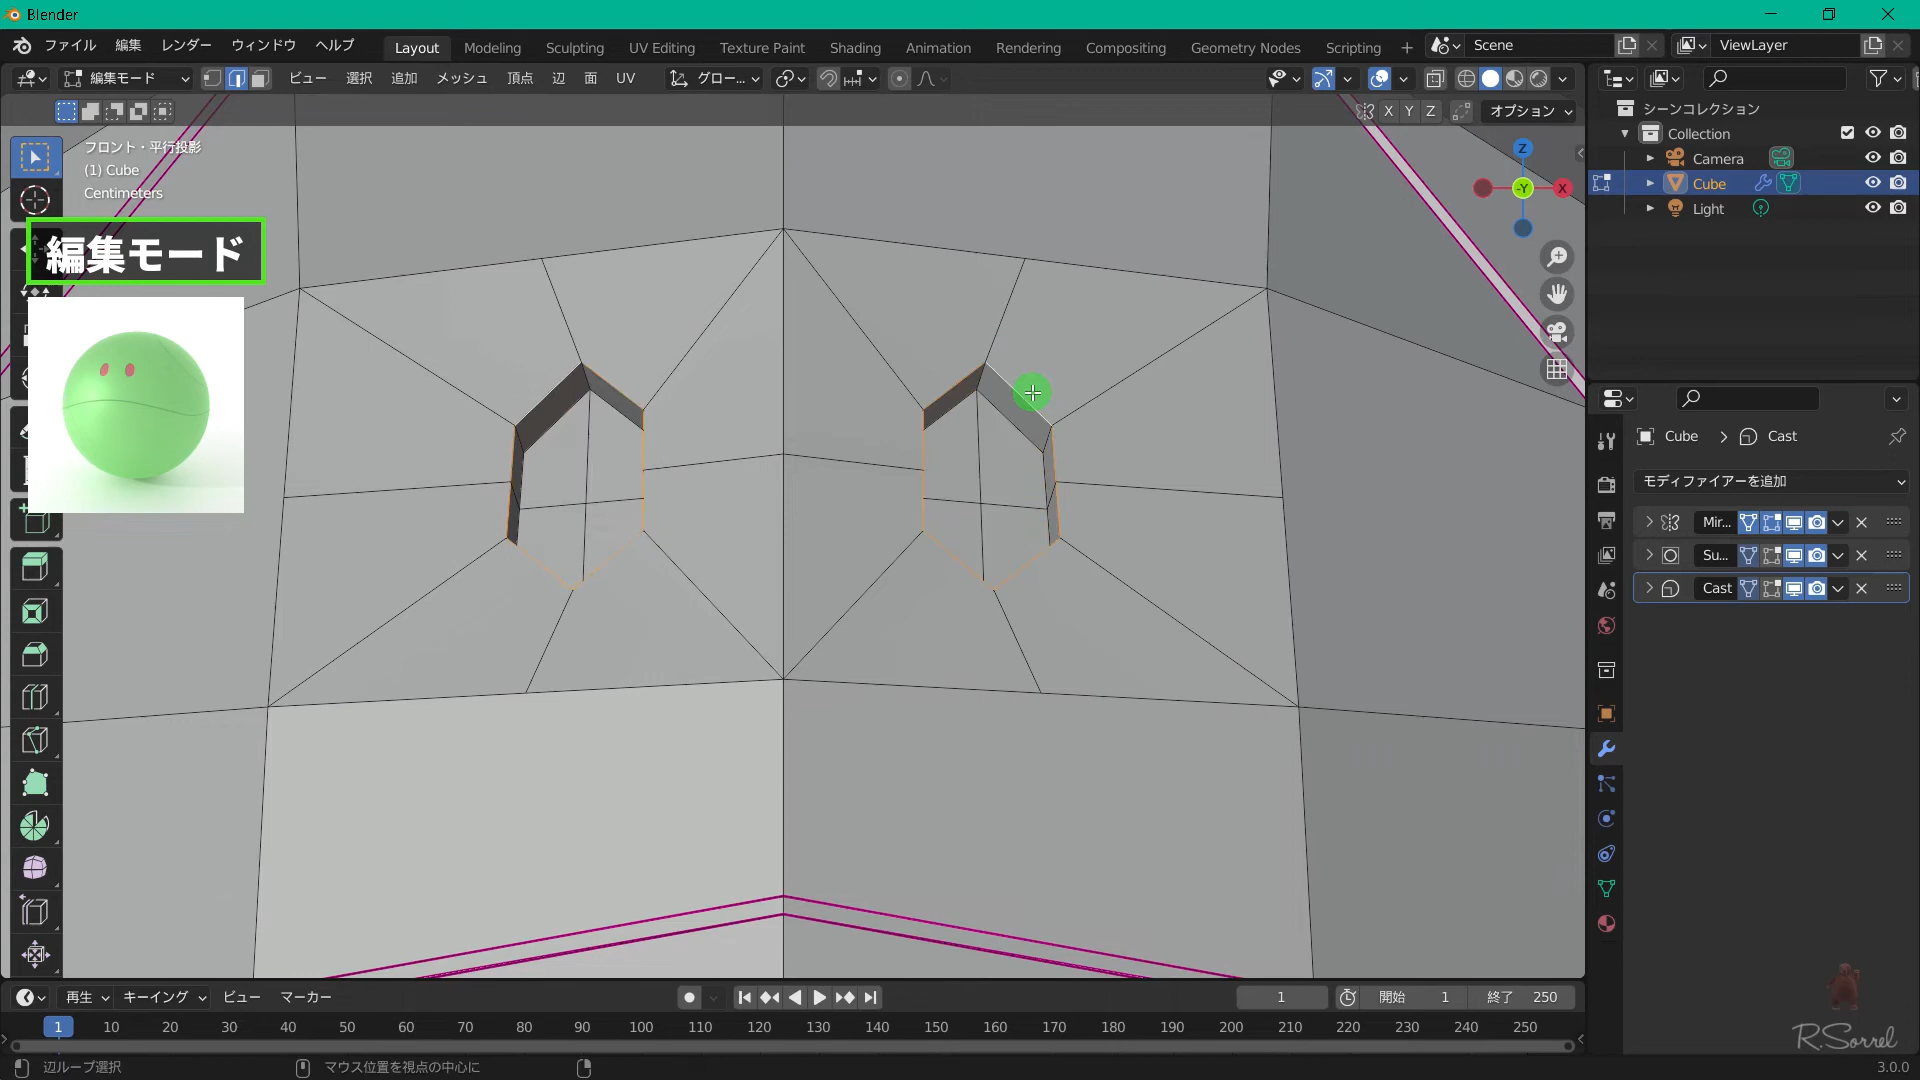 Blender
ファイル 編集 レンダー ウィンドウ ヘルプ Layout Modeling Sculpting UV Editing Texture Paint Shading Animation Rendering Compositing Geometry Nodes Scripting + Scene ViewLayer
編集モード ビュー 選択 追加 メッシュ 頂点 辺 面 UV グロー...
X Y Z オプション
シーンコレクション
Collection
Camera
Cube
Light
フロント・平行投影
(1) Cube
Centimeters
編集モード
Z
-Y X
Cube > Cast
モディファイアーを追加
Mir...
Su...
Cast
再生 キーイング ビュー マーカー 1 開始 1 終了 250
1 10 20 30 40 50 60 70 80 90 100 110 120 130 140 150 160 170 180 190 200 210 220 230 240 250
R.Sorrel
辺ループ選択 マウス位置を視点の中心に 3.0.0